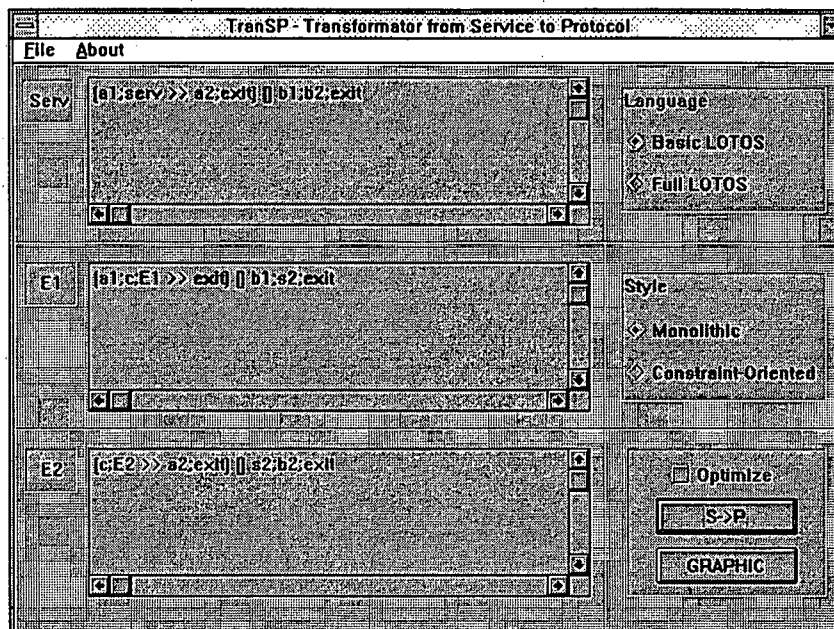 TranSP - Transformator from Service to Protocol
File About
Serv
(a1;serv >> a2;exit) [] b1;b2;exit
Language
Basic LOTOS
Full LOTOS
E1
(a1;c;E1 >> exit) [] b1;s2;exit
Style
Monolithic
Constraint-Oriented
E2
(c;E2 >> a2;exit) [] s2;b2;exit
Optimize
S->P
GRAPHIC